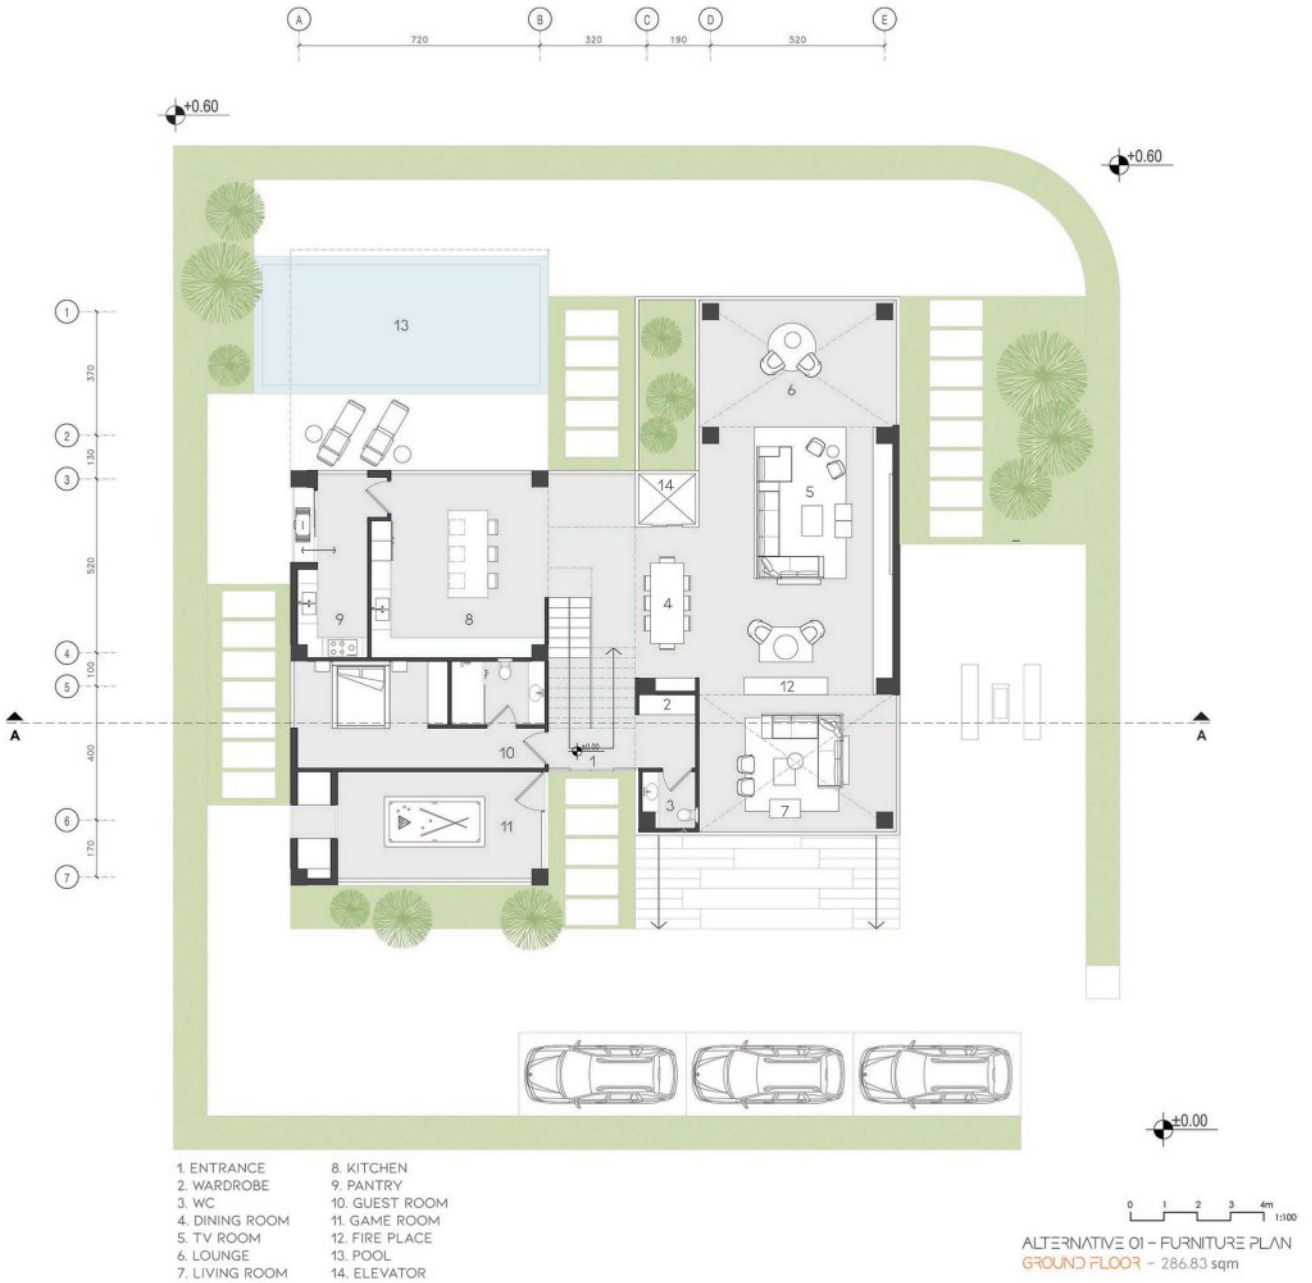 A B C D E
720 320 190 520
+0.60
+0.60
1
370
13
6
2
130
3
14
5
520
4
9
8
4
100
5
12
2
A
A
10
±0.00
1
400
3
7
6
11
170
7
±0.00
1. ENTRANCE
2. WARDROBE
3. WC
4. DINING ROOM
5. TV ROOM
6. LOUNGE
7. LIVING ROOM
8. KITCHEN
9. PANTRY
10. GUEST ROOM
11. GAME ROOM
12. FIRE PLACE
13. POOL
14. ELEVATOR
0 1 2 3 4m
1:100
ALTERNATIVE 01 - FURNITURE PLAN
GROUND FLOOR - 286.83 sqm